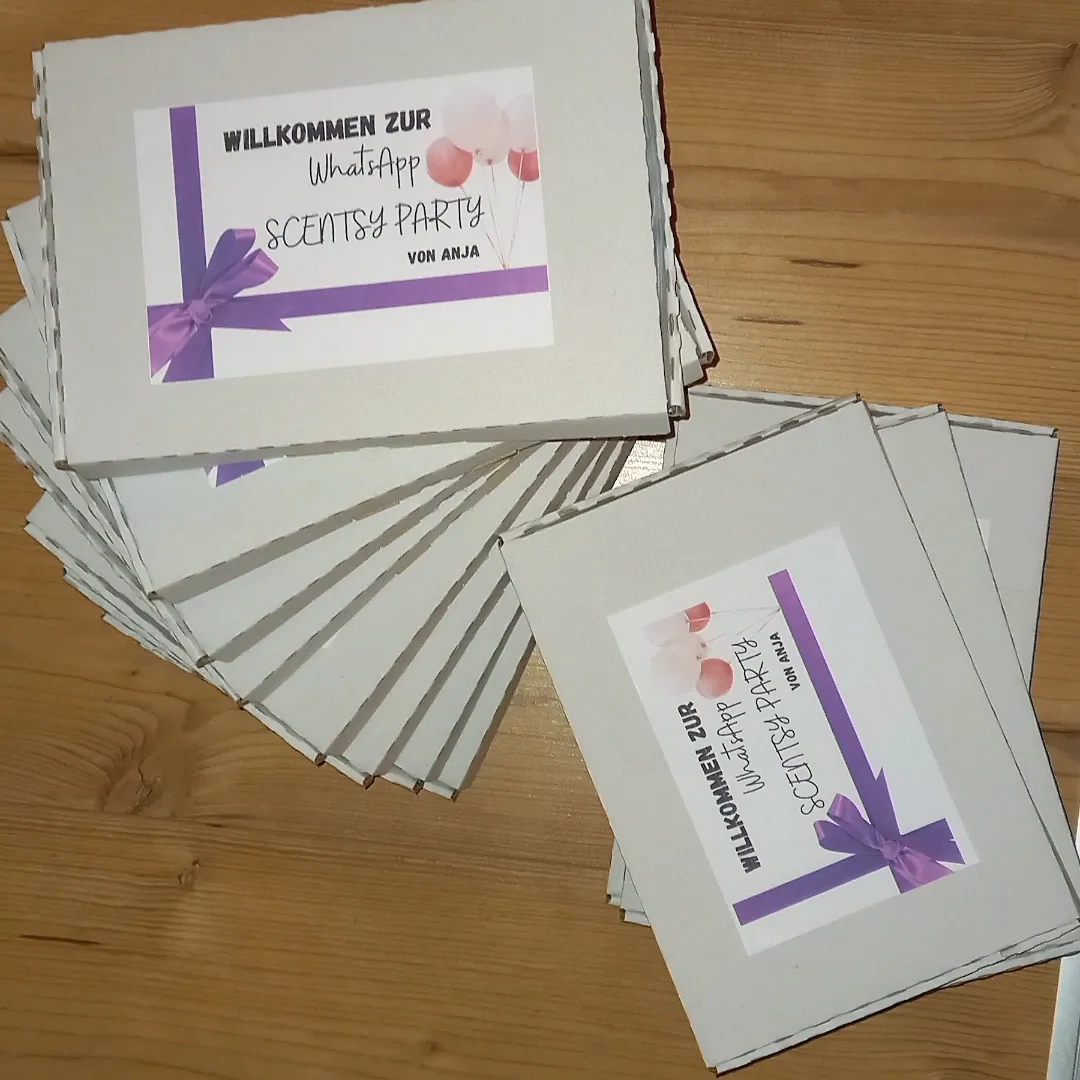 WILLKOMMEN ZUR
WhatsApp
SCENTSY PARTY
VON ANJA
WILLKOMMEN ZUR
WhatsApp
SCENTSY PARTY
VON ANJA